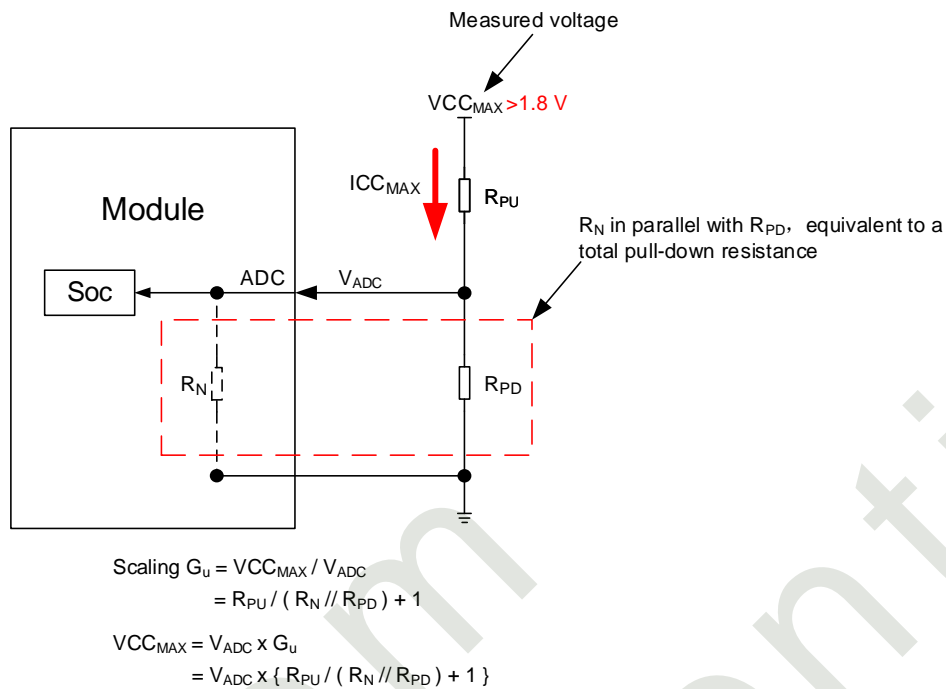 Measured voltage
VCCMAX >1.8 V
ICCMAX
RPU
Module
RN in parallel with RPD, equivalent to a
total pull-down resistance
Soc
ADC
VADC
RN
RPD
Scaling Gu = VCCMAX / VADC
= RPU / ( RN // RPD ) + 1
VCCMAX = VADC x Gu
= VADC x { RPU / ( RN // RPD ) + 1 }